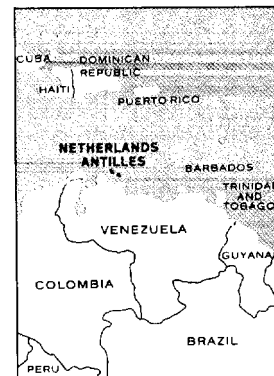 CUBA
DOMINICAN
REPUBLIC
HAITI
PUERTO RICO
NETHERLANDS
ANTILLES
BARBADOS
TRINIDAD
AND
TOBAGO
VENEZUELA
GUYANA
COLOMBIA
BRAZIL
PERU